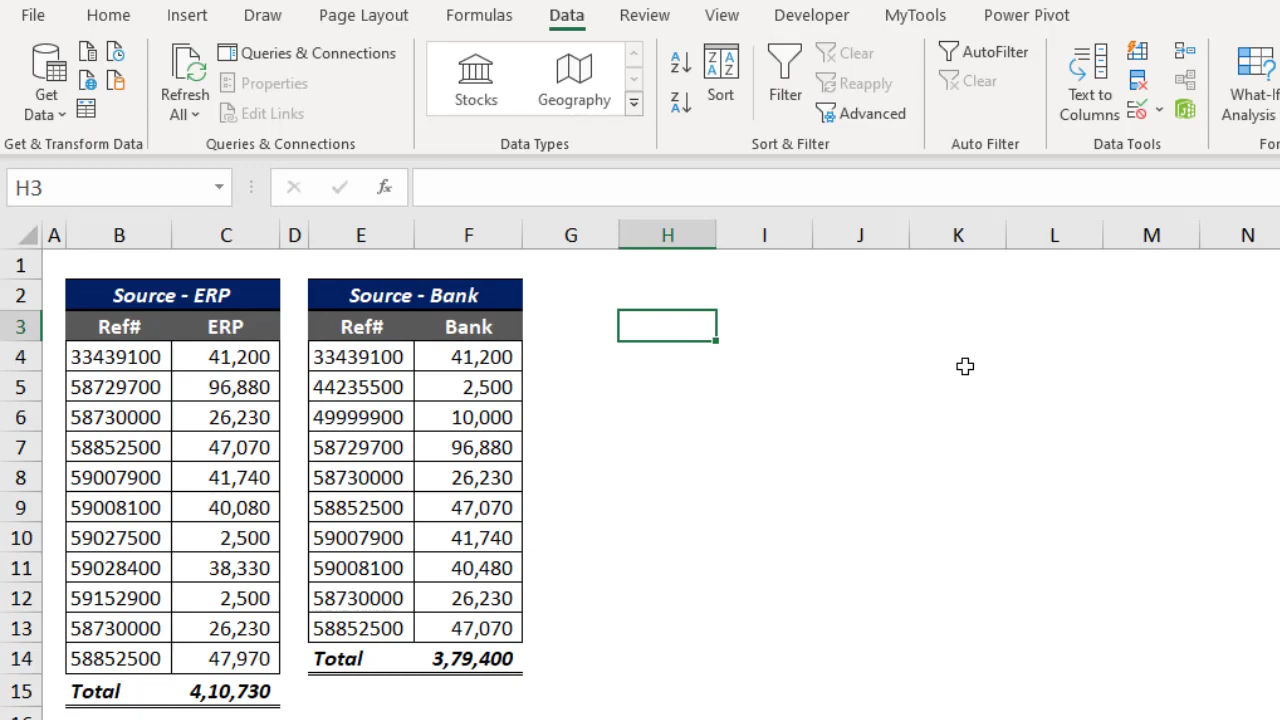 File Home Insert Draw Page Layout Formulas Data Review View Developer MyTools Power Pivot
Get Data
Refresh All
Queries & Connections
Properties
Edit Links
Stocks
Geography
Sort
Filter
Clear
Reapply
Advanced
AutoFilter
Clear
Text to Columns
What-If Analysis
Get & Transform Data Queries & Connections Data Types Sort & Filter Auto Filter Data Tools For
H3 fx
A B C D E F G H I J K L M N
1
2 Source - ERP Source - Bank
3 Ref# ERP Ref# Bank
4 33439100 41,200 33439100 41,200
5 58729700 96,880 44235500 2,500
6 58730000 26,230 49999900 10,000
7 58852500 47,070 58729700 96,880
8 59007900 41,740 58730000 26,230
9 59008100 40,080 58852500 47,070
10 59027500 2,500 59007900 41,740
11 59028400 38,330 59008100 40,480
12 59152900 2,500 58730000 26,230
13 58730000 26,230 58852500 47,070
14 58852500 47,970 Total 3,79,400
15 Total 4,10,730